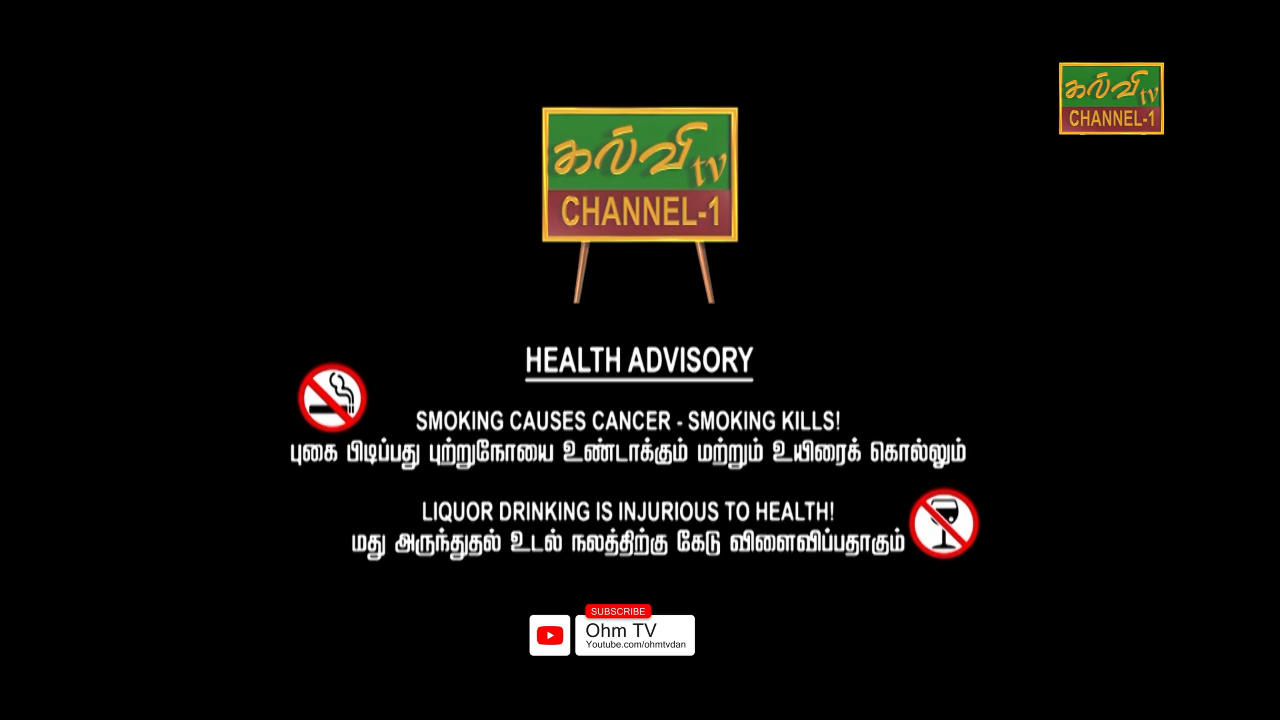 கல்வி tv
CHANNEL-1
கல்வி tv
CHANNEL-1
HEALTH ADVISORY
SMOKING CAUSES CANCER - SMOKING KILLS!
புகை பிடிப்பது புற்றுநோயை உண்டாக்கும் மற்றும் உயிரைக் கொல்லும்
LIQUOR DRINKING IS INJURIOUS TO HEALTH!
மது அருந்துதல் உடல் நலத்திற்கு கேடு விளைவிப்பதாகும்
SUBSCRIBE
Ohm TV
Youtube.com/ohmtvdan